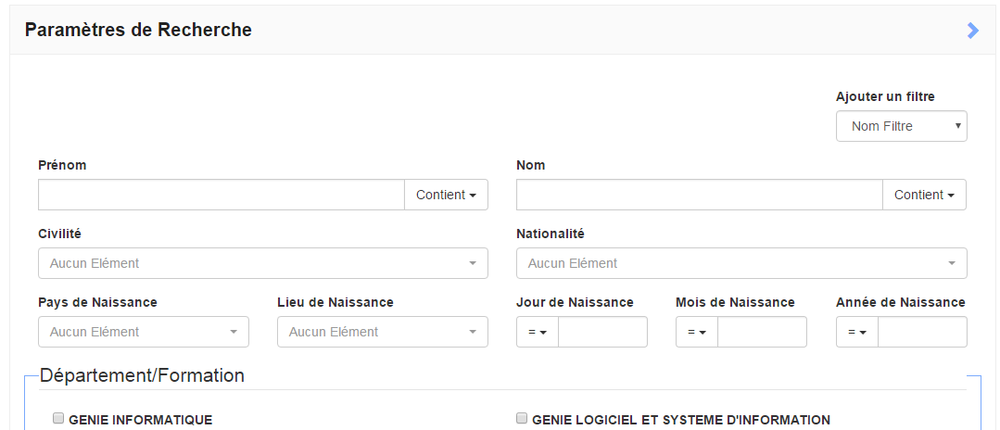 Paramètres de Recherche
Ajouter un filtre
Nom Filtre
Prénom Nom
Contient Contient
Civilité Nationalité
Aucun Elément Aucun Elément
Pays de Naissance Lieu de Naissance Jour de Naissance Mois de Naissance Année de Naissance
Aucun Elément Aucun Elément = = =
Département/Formation
GENIE INFORMATIQUE GENIE LOGICIEL ET SYSTEME D'INFORMATION